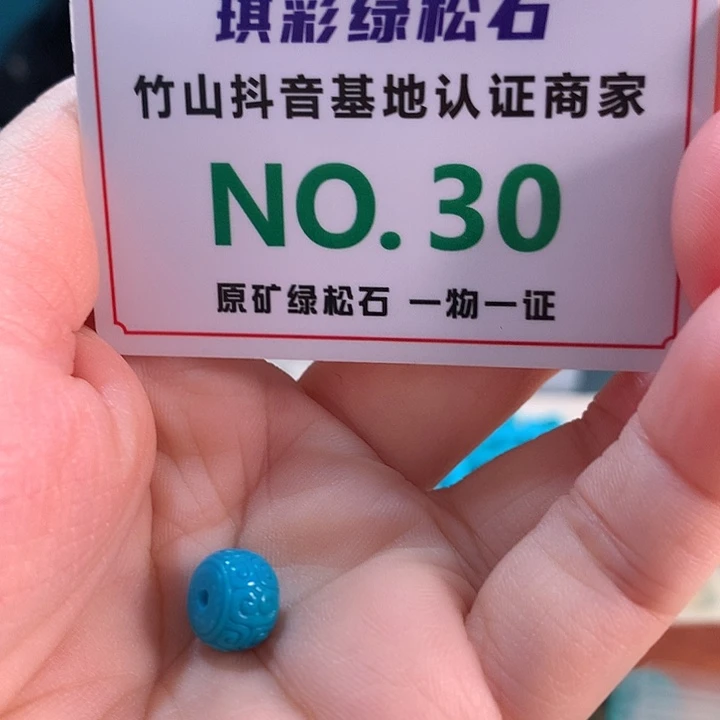 琪彩绿松石
竹山抖音基地认证商家
NO. 30
原矿绿松石 一物一证